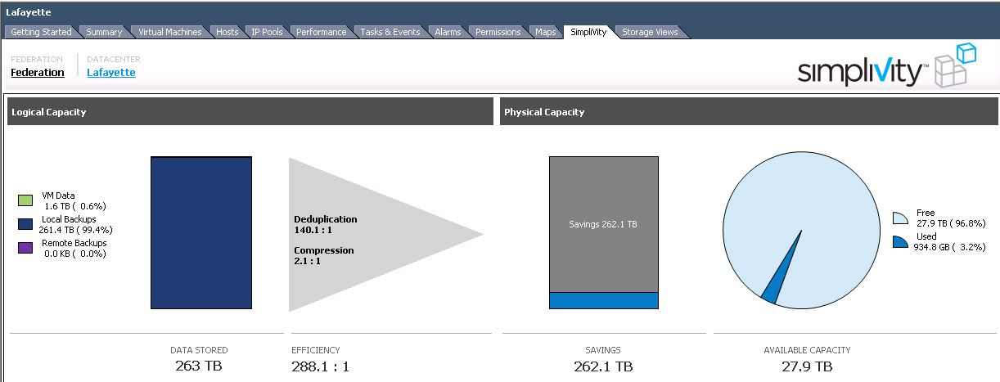 Lafayette
Getting Started Summary Virtual Machines Hosts IP Pools Performance Tasks & Events Alarms Permissions Maps SimpliVity Storage Views
FEDERATION
Federation
DATACENTER
Lafayette
simplivity™
Logical Capacity
VM Data
1.6 TB ( 0.6%)
Local Backups
261.4 TB ( 99.4%)
Remote Backups
0.0 KB ( 0.0%)
Deduplication
140.1 : 1
Compression
2.1 : 1
DATA STORED
263 TB
EFFICIENCY
288.1 : 1
Physical Capacity
Savings 262.1 TB
Free
27.9 TB ( 96.8%)
Used
934.8 GB ( 3.2%)
SAVINGS
262.1 TB
AVAILABLE CAPACITY
27.9 TB